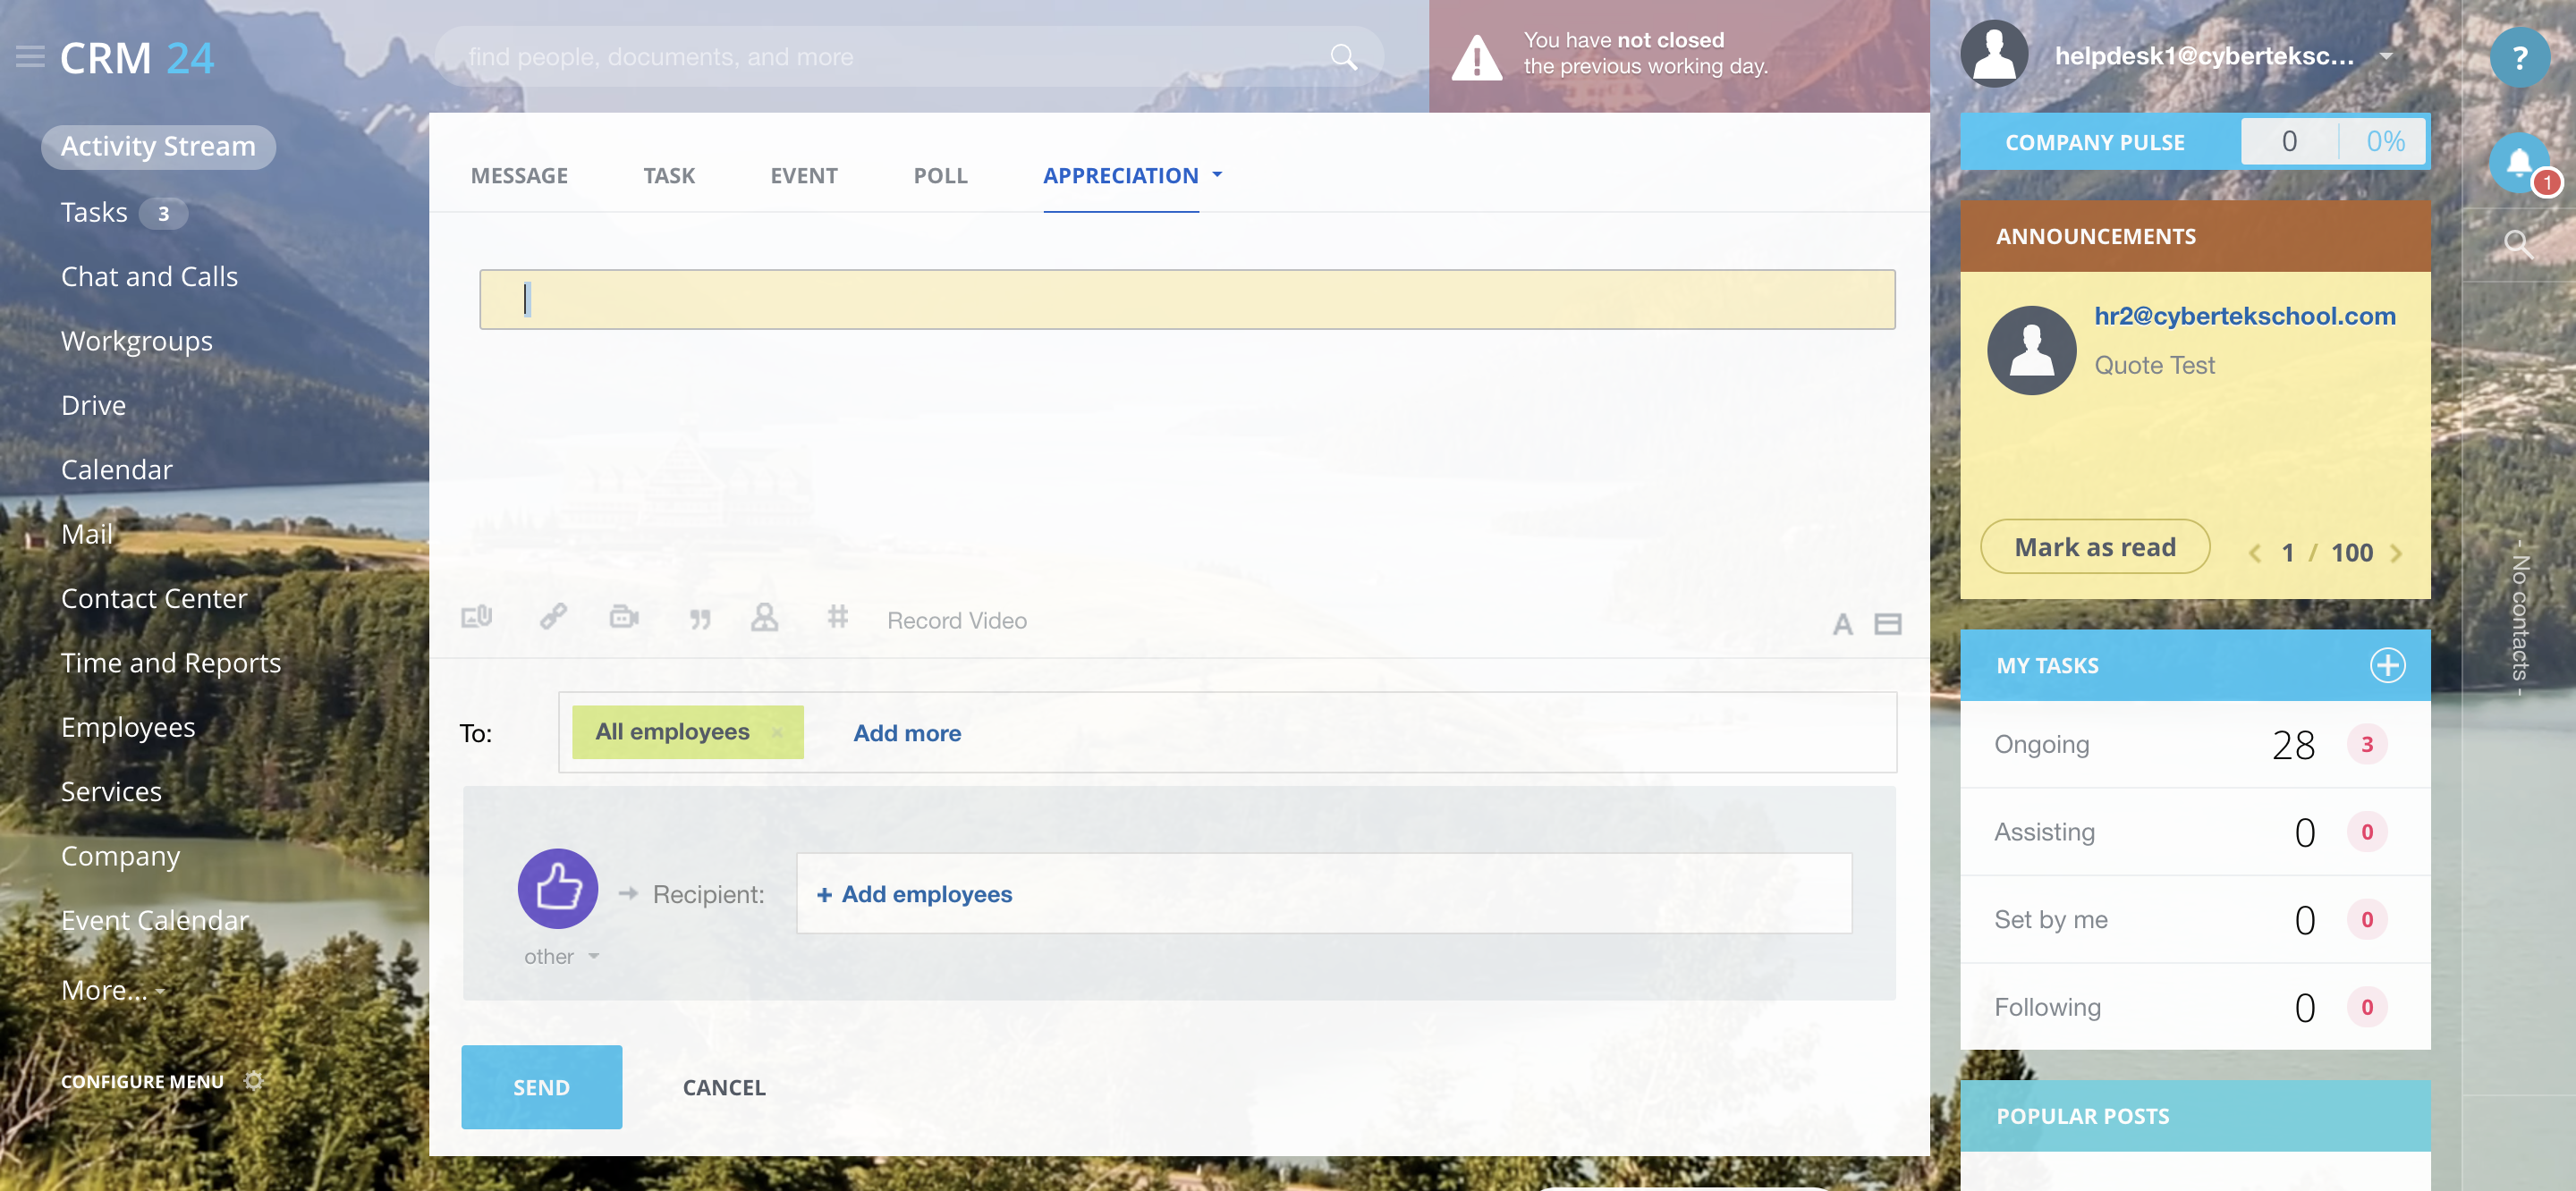 CRM 24
find people, documents, and more
You have not closed
the previous working day.
helpdesk1@cyberteksc...
?
Activity Stream
Tasks 3
Chat and Calls
Workgroups
Drive
Calendar
Mail
Contact Center
Time and Reports
Employees
Services
Company
Event Calendar
More...
CONFIGURE MENU
MESSAGE TASK EVENT POLL APPRECIATION
Record Video
A
To: All employees × Add more
Recipient: + Add employees
other
SEND CANCEL
COMPANY PULSE 0 0%
1
ANNOUNCEMENTS
hr2@cybertekschool.com
Quote Test
Mark as read 1 / 100
MY TASKS
Ongoing 28 3
Assisting 0 0
Set by me 0 0
Following 0 0
POPULAR POSTS
- No contacts -